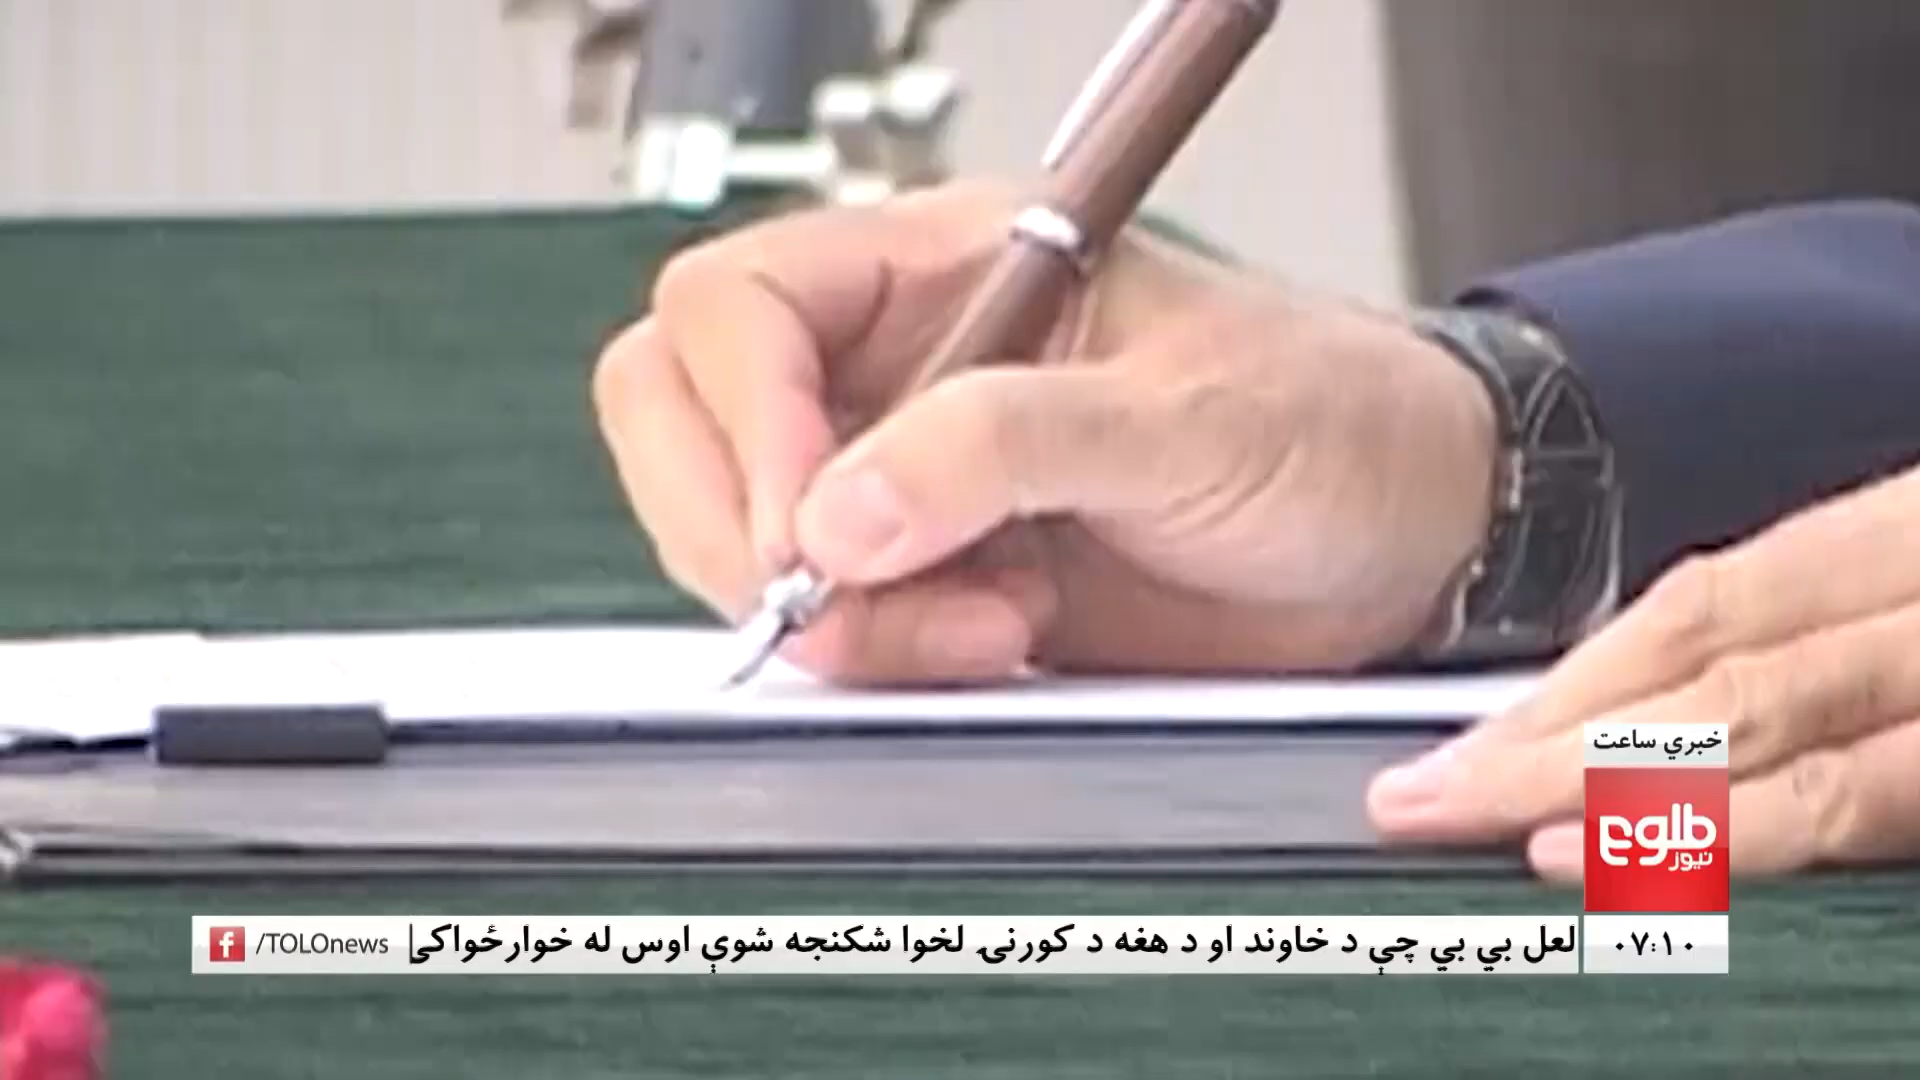 خبري ساعت
طلوع
نیوز
لعل بي بي چې د خاوند او د هغه د کورنۍ لخوا شکنجه شوې اوس له خوارځواکۍ
/TOLOnews
۰۷:۱۰